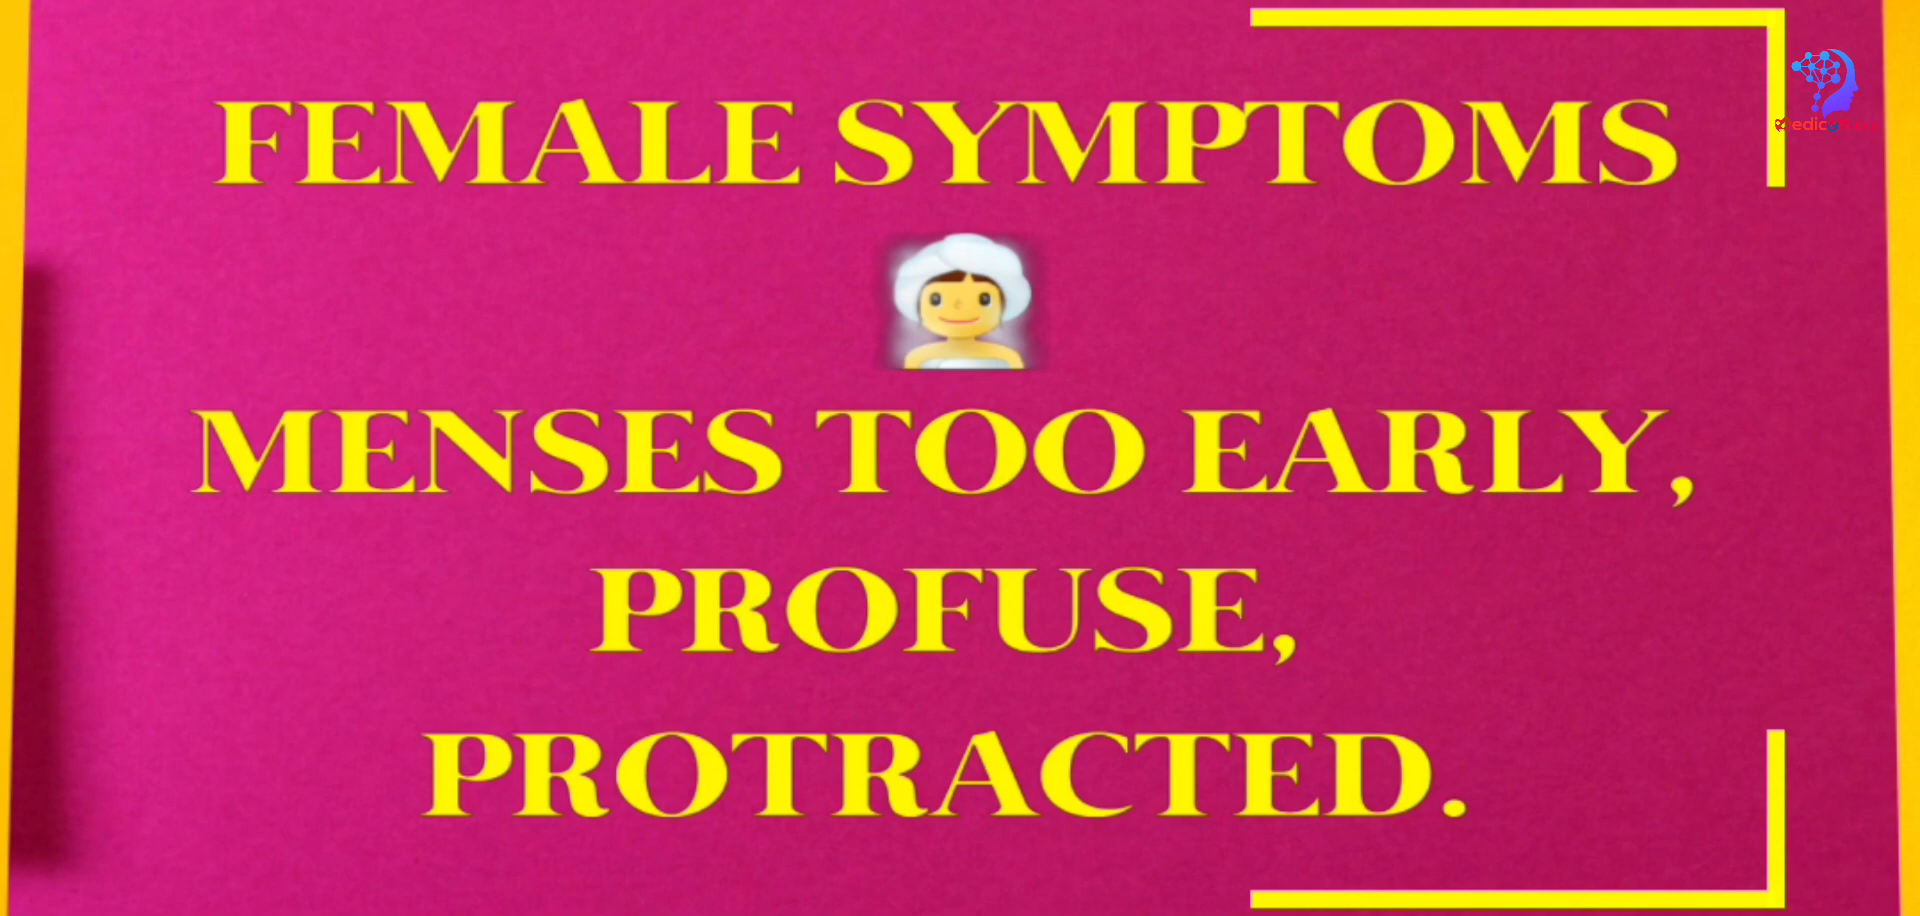 FEMALE SYMPTOMS
MENSES TOO EARLY,
PROFUSE,
PROTRACTED.